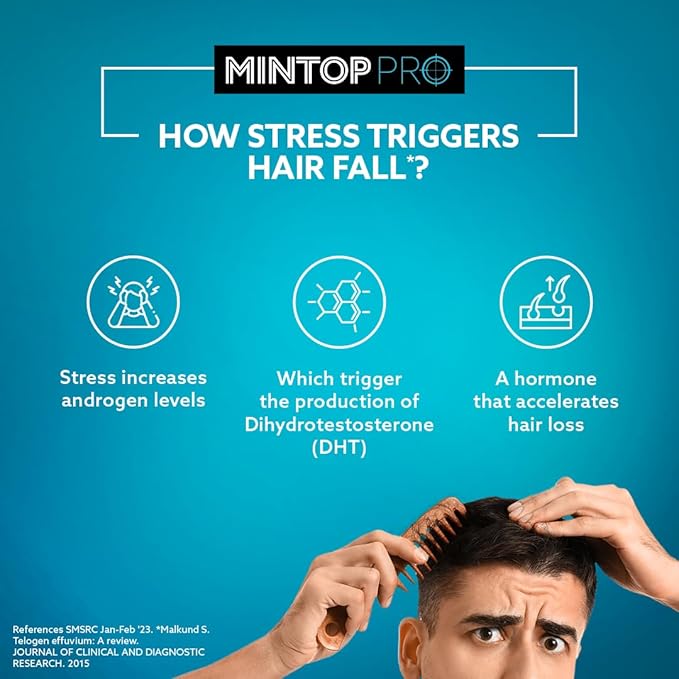 MINTOP PRO
HOW STRESS TRIGGERS
HAIR FALL*?
Stress increases
androgen levels
Which trigger
the production of
Dihydrotestosterone
(DHT)
A hormone
that accelerates
hair loss
References SMSRC Jan-Feb '23. *Malkund S.
Telogen effuvium: A review.
JOURNAL OF CLINICAL AND DIAGNOSTIC
RESEARCH. 2015